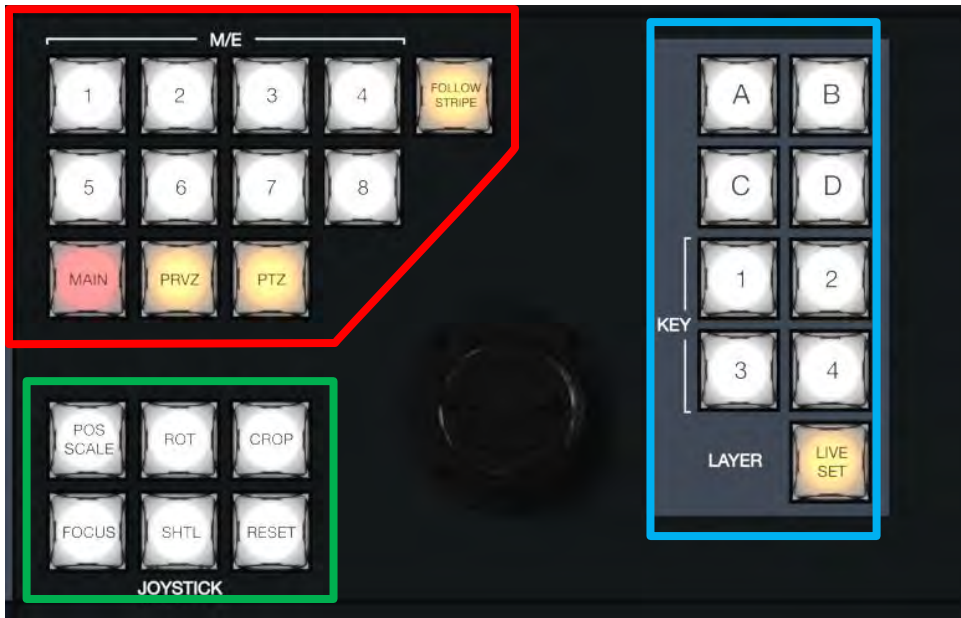 M/E
1 2 3 4 FOLLOW
STRIPE
5 6 7 8
MAIN PRVZ PTZ
POS
SCALE ROT CROP
FOCUS SHTL RESET
JOYSTICK
A B
C D
KEY
1 2
3 4
LAYER LIVE
SET